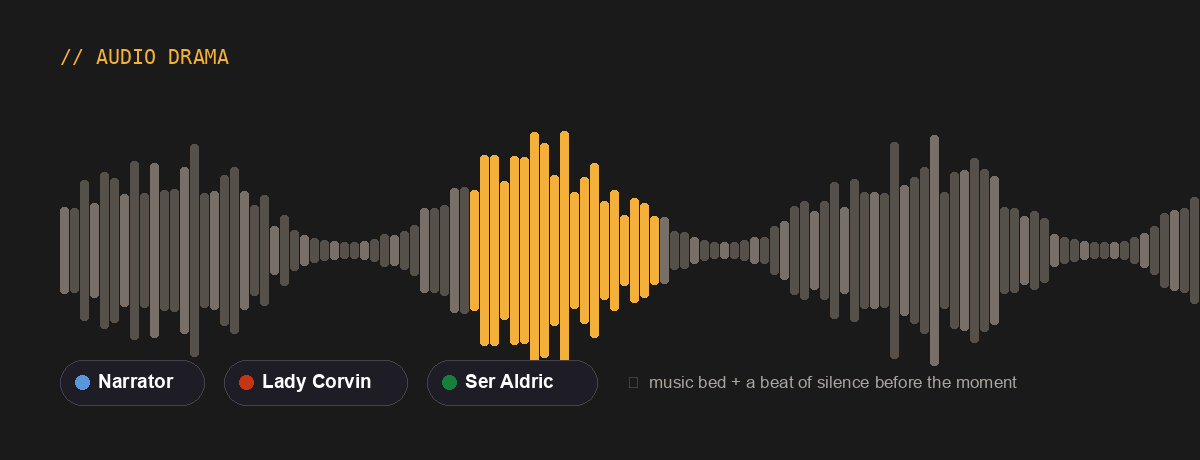 // AUDIO DRAMA
Narrator
Lady Corvin
Ser Aldric
music bed + a beat of silence before the moment